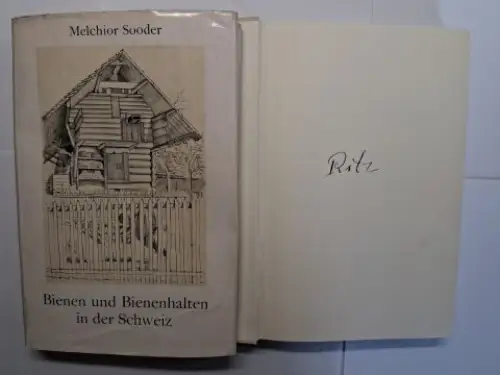 Melchior Sooder
Bienen und Bienenhalten
in der Schweiz
Ritz